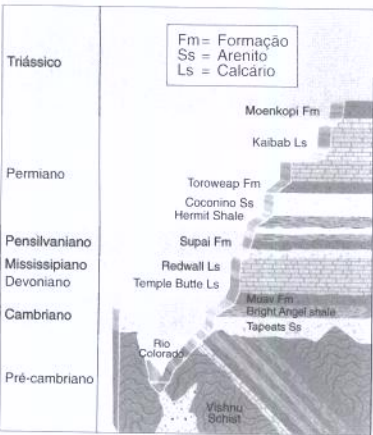 Fm = Formação
Ss = Arenito
Ls = Calcário
Triássico
Moenkopi Fm
Kaibab Ls
Permiano
Toroweap Fm
Coconino Ss
Hermit Shale
Pensilvaniano
Supai Fm
Mississipiano
Redwall Ls
Devoniano
Temple Butte Ls
Muav Fm
Cambriano
Bright Angel shale
Tapeats Ss
Rio
Colorado
Pré-cambriano
Vishnu
Schist